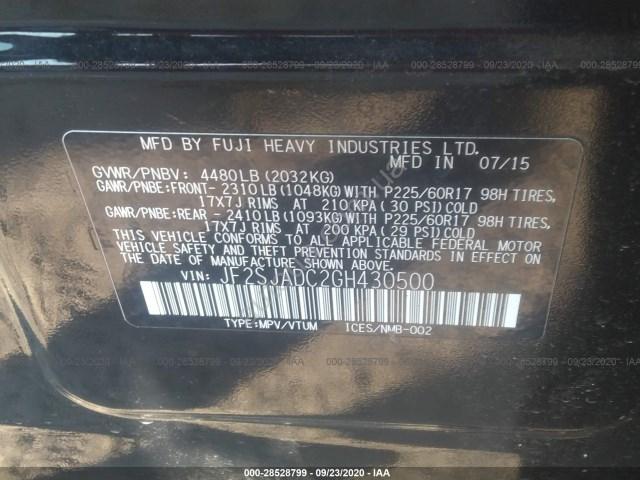 000-28528799 • 09/23/2020 • IAA
MFD BY FUJI HEAVY INDUSTRIES LTD.
MFD IN 07/15
GVWR/PNBV: 4480LB (2032KG)
GAWR/PNBE:FRONT- 2310LB (1048KG) WITH P225/60R17 98H TIRES,
17X7J RIMS AT 210 KPA (30 PSI) COLD
GAWR/PNBE:REAR - 2410LB (1093KG) WITH P225/60R17 98H TIRES,
17X7J RIMS AT 200 KPA (29 PSI) COLD
THIS VEHICLE CONFORMS TO ALL APPLICABLE FEDERAL MOTOR
VEHICLE SAFETY AND THEFT PREVENTION STANDARDS IN EFFECT ON
THE DATE OF MANUFACTURE SHOWN ABOVE.
VIN: JF2SJADC2GH430500
TYPE:MPV/VTUM ICES/NMB-002
000-28528799 • 09/23/2020 • IAA